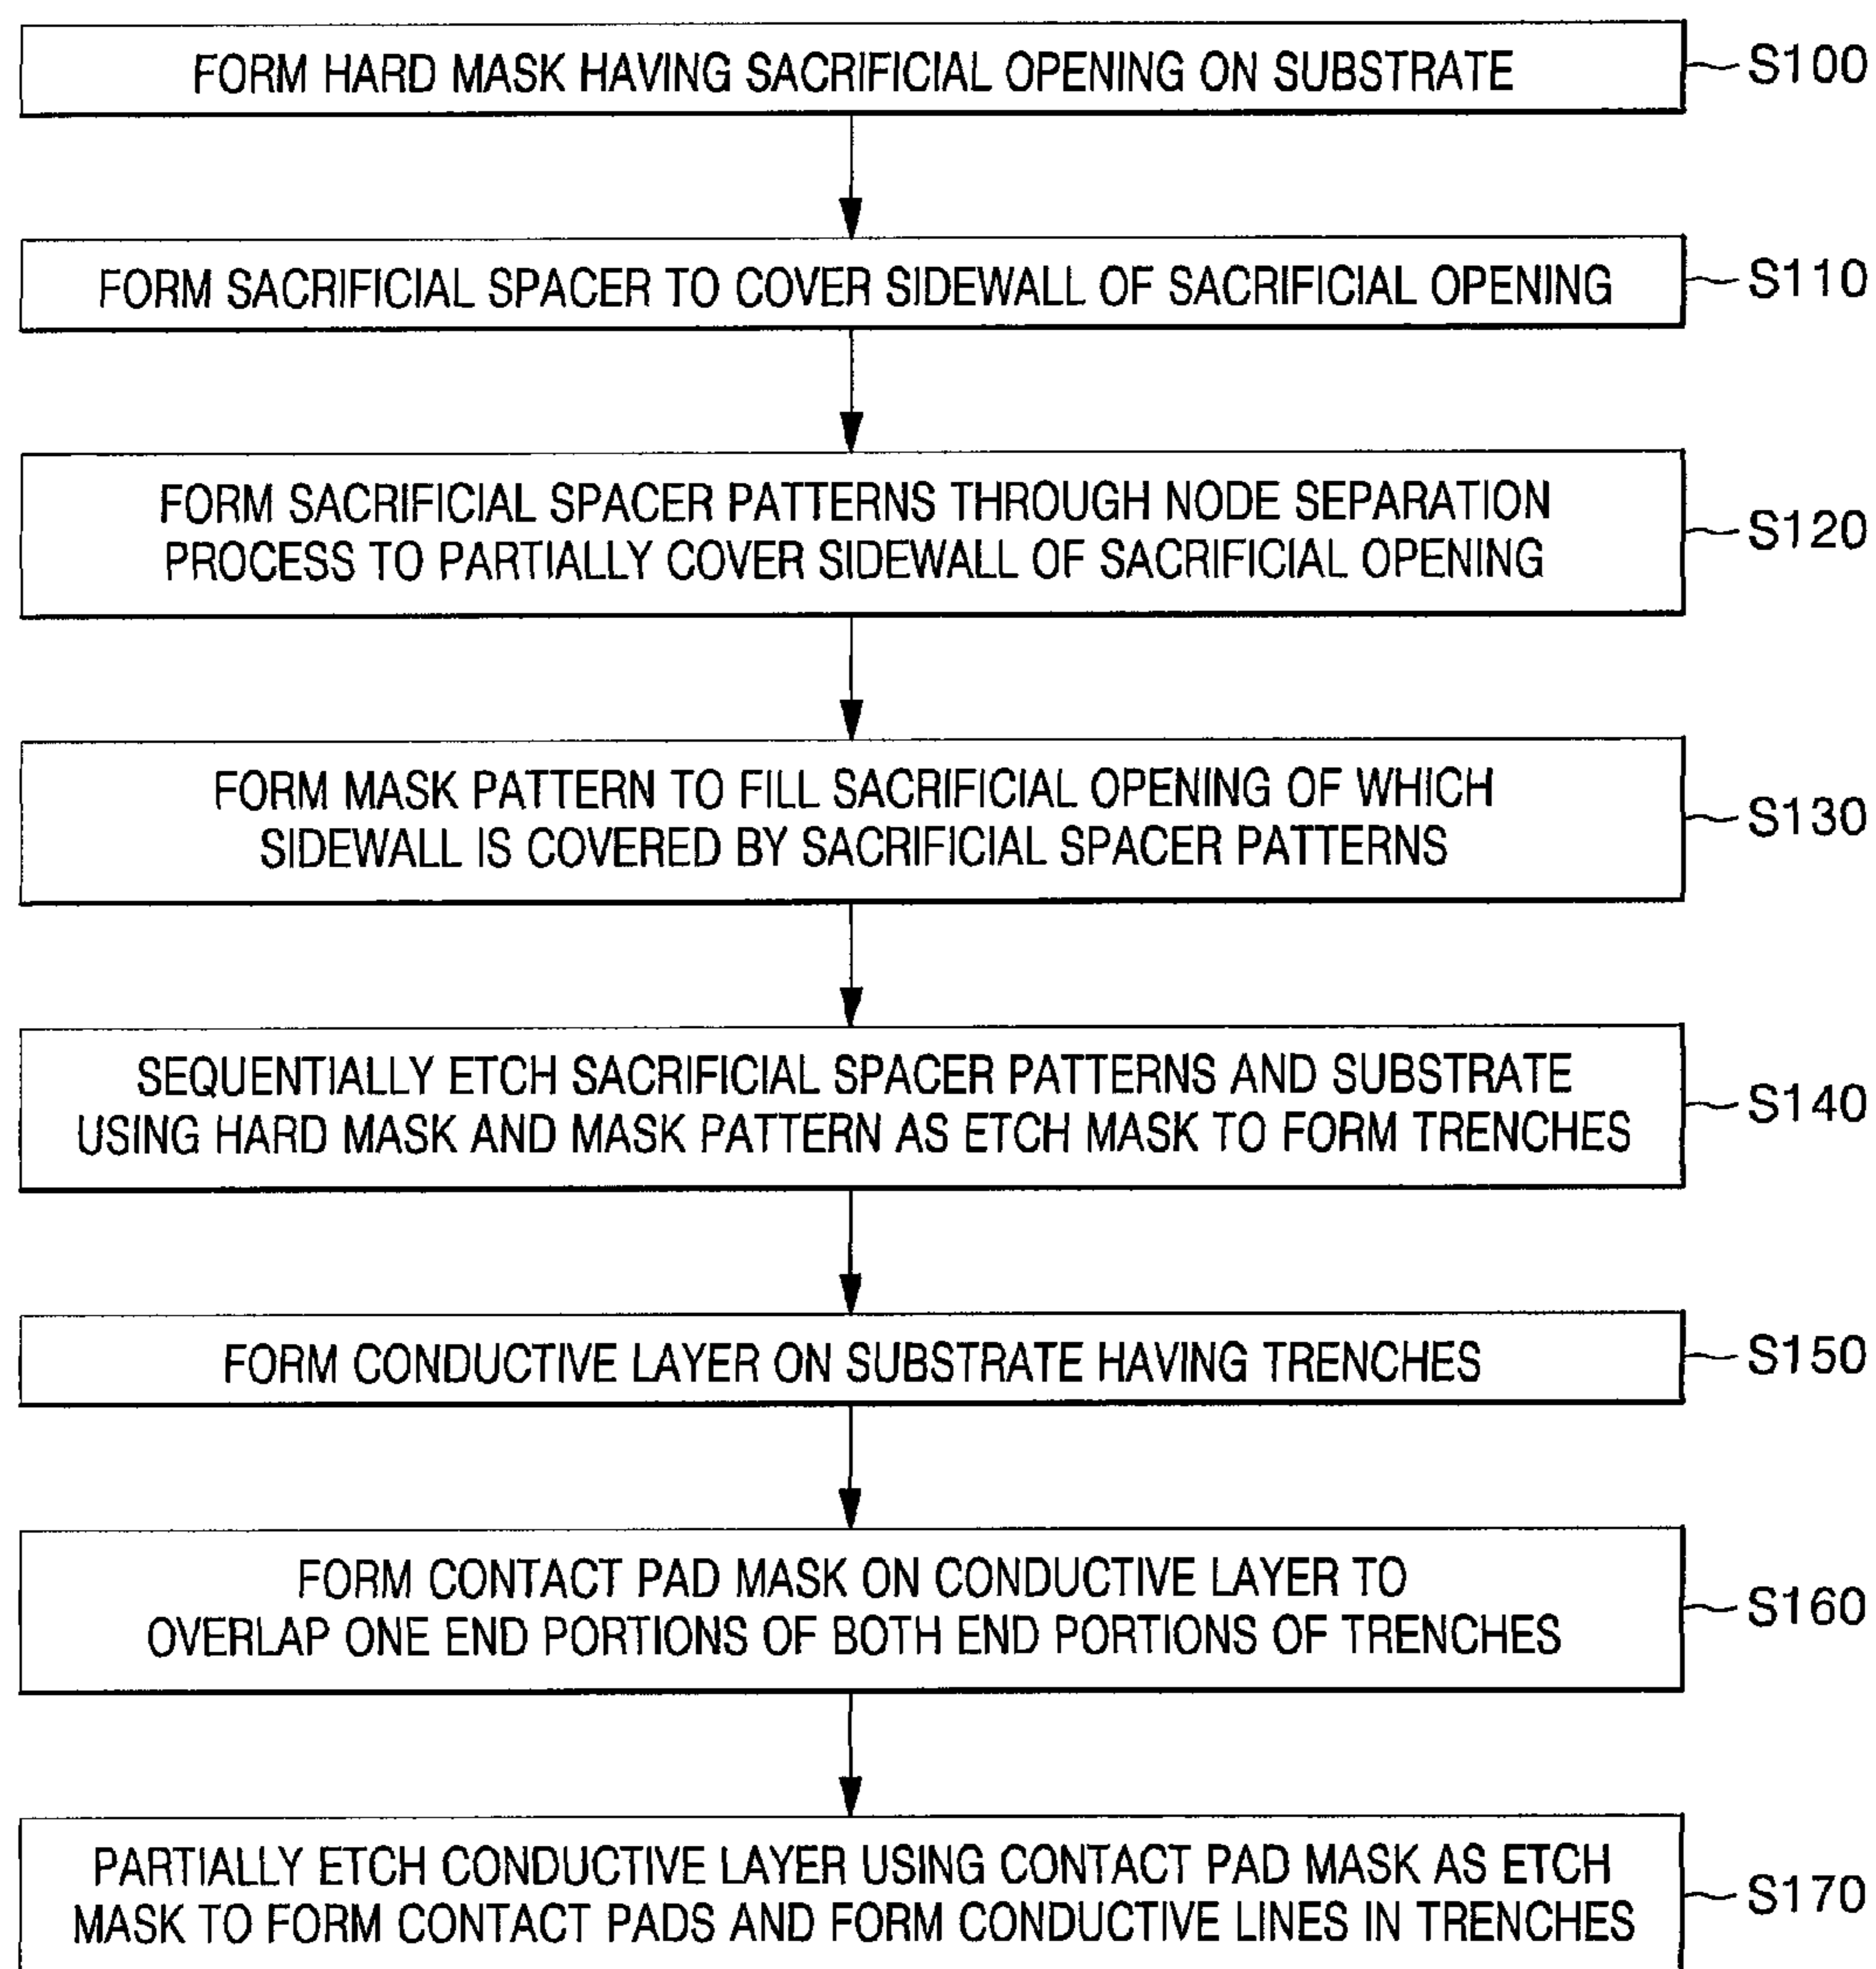 FORM HARD MASK HAVING SACRIFICIAL OPENING ON SUBSTRATE
S100
FORM SACRIFICIAL SPACER TO COVER SIDEWALL OF SACRIFICIAL OPENING
S110
FORM SACRIFICIAL SPACER PATTERNS THROUGH NODE SEPARATION
PROCESS TO PARTIALLY COVER SIDEWALL OF SACRIFICIAL OPENING
S120
FORM MASK PATTERN TO FILL SACRIFICIAL OPENING OF WHICH
SIDEWALL IS COVERED BY SACRIFICIAL SPACER PATTERNS
S130
SEQUENTIALLY ETCH SACRIFICIAL SPACER PATTERNS AND SUBSTRATE
USING HARD MASK AND MASK PATTERN AS ETCH MASK TO FORM TRENCHES
S140
FORM CONDUCTIVE LAYER ON SUBSTRATE HAVING TRENCHES
S150
FORM CONTACT PAD MASK ON CONDUCTIVE LAYER TO
OVERLAP ONE END PORTIONS OF BOTH END PORTIONS OF TRENCHES
S160
PARTIALLY ETCH CONDUCTIVE LAYER USING CONTACT PAD MASK AS ETCH
MASK TO FORM CONTACT PADS AND FORM CONDUCTIVE LINES IN TRENCHES
S170